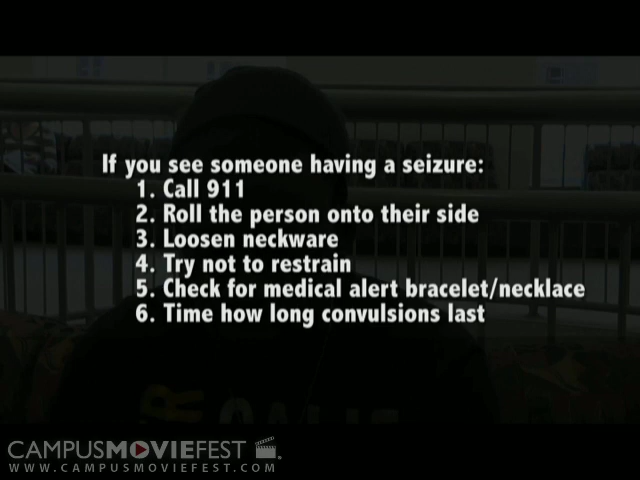 If you see someone having a seizure:
1. Call 911
2. Roll the person onto their side
3. Loosen neckware
4. Try not to restrain
5. Check for medical alert bracelet/necklace
6. Time how long convulsions last
CAMPUSMOVIEFEST
WWW.CAMPUSMOVIEFEST.COM